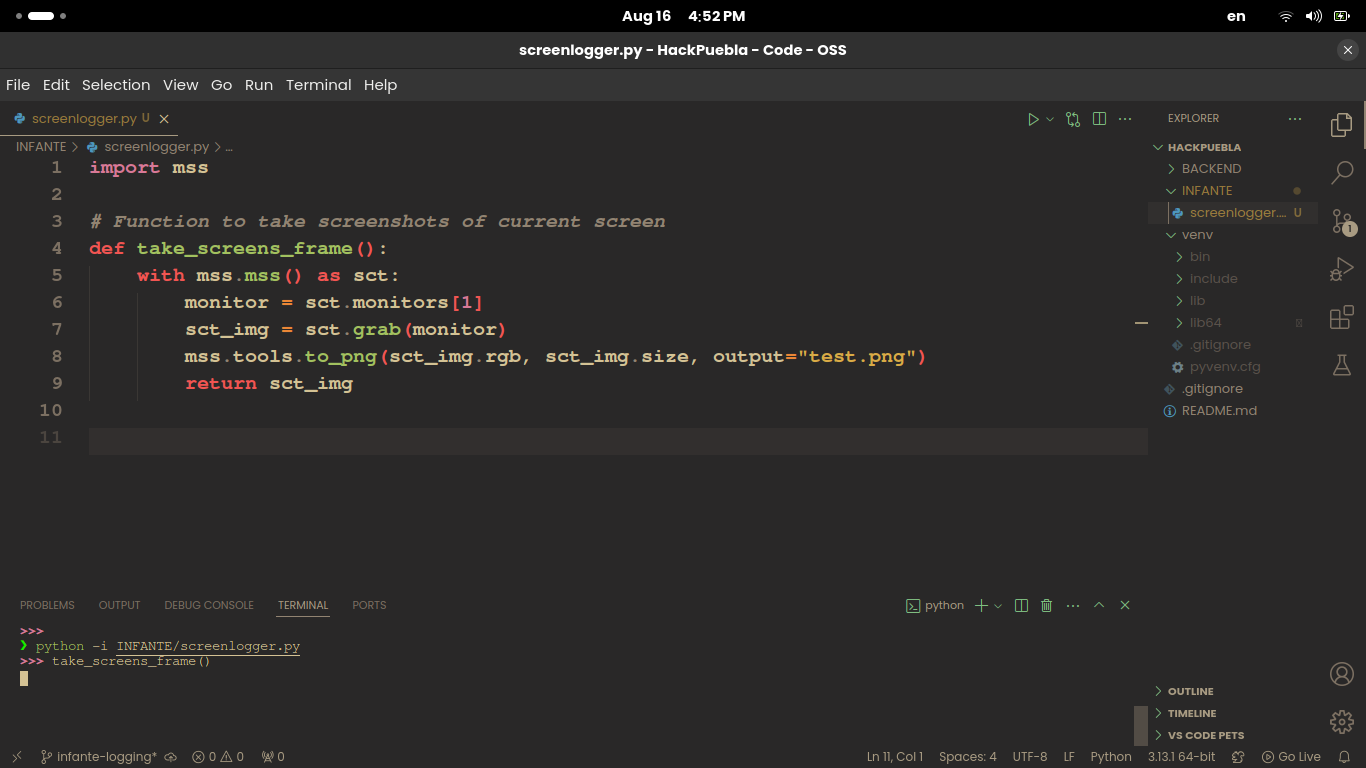 Aug 16 4:52 PM en
screenlogger.py - HackPuebla - Code - OSS
File Edit Selection View Go Run Terminal Help
screenlogger.py U
INFANTE > screenlogger.py > ...
1 import mss
2
3 # Function to take screenshots of current screen
4 def take_screens_frame():
5 with mss.mss() as sct:
6 monitor = sct.monitors[1]
7 sct_img = sct.grab(monitor)
8 mss.tools.to_png(sct_img.rgb, sct_img.size, output="test.png")
9 return sct_img
10
11
EXPLORER
HACKPUEBLA
BACKEND
INFANTE
screenlogger.... U
venv
bin
include
lib
lib64
.gitignore
pyvenv.cfg
.gitignore
README.md
1
OUTLINE
TIMELINE
VS CODE PETS
PROBLEMS OUTPUT DEBUG CONSOLE TERMINAL PORTS
python
>>>
❯ python -i INFANTE/screenlogger.py
>>> take_screens_frame()
infante-logging* 0 0 0 Ln 11, Col 1 Spaces: 4 UTF-8 LF Python 3.13.1 64-bit Go Live